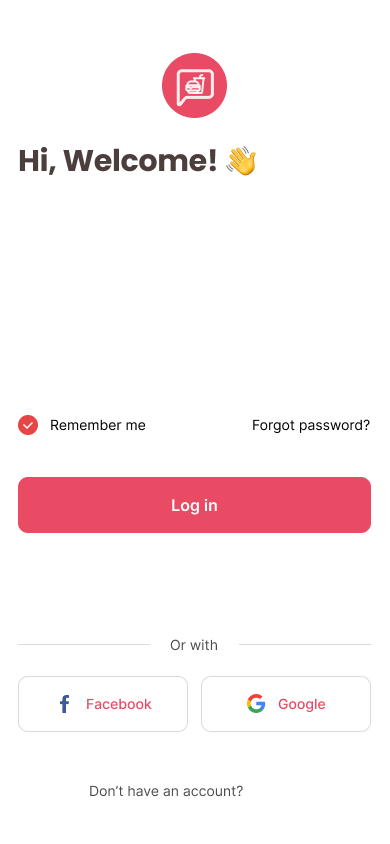 Hi, Welcome! 👋
Remember me
Forgot password?
Log in
Or with
Facebook
Google
Don’t have an account?